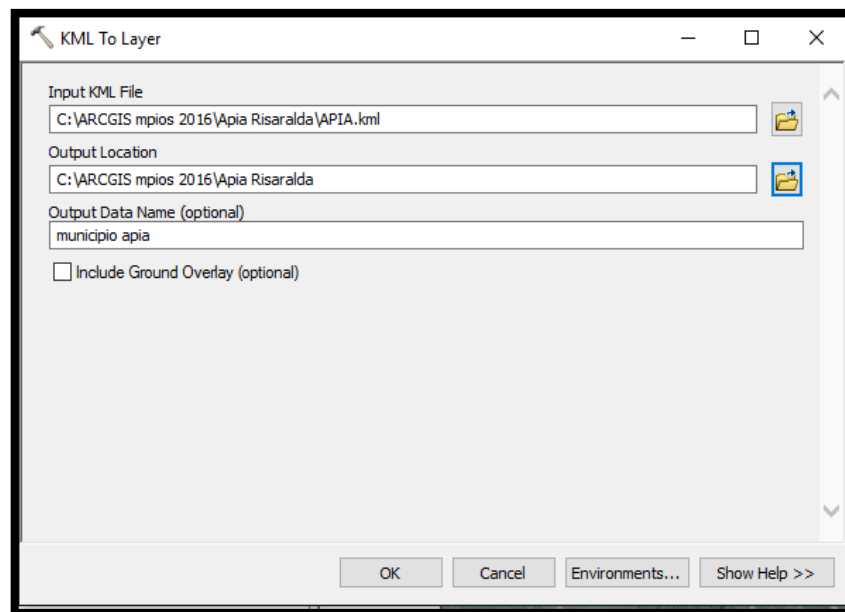 KML To Layer
Input KML File
C:\ARCGIS mpios 2016\Apia Risaralda\APIA.kml
Output Location
C:\ARCGIS mpios 2016\Apia Risaralda
Output Data Name (optional)
municipio apia
Include Ground Overlay (optional)
OK Cancel Environments... Show Help >>